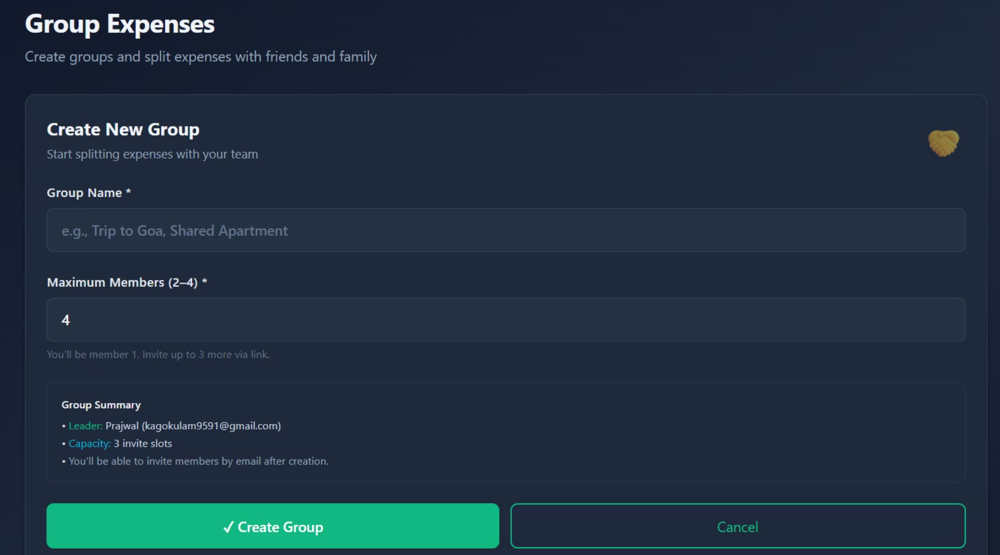 Group Expenses
Create groups and split expenses with friends and family
Create New Group
Start splitting expenses with your team
Group Name *
e.g., Trip to Goa, Shared Apartment
Maximum Members (2–4) *
4
You'll be member 1. Invite up to 3 more via link.
Group Summary
• Leader: Prajwal (kagokulam9591@gmail.com)
• Capacity: 3 invite slots
• You'll be able to invite members by email after creation.
✓ Create Group
Cancel